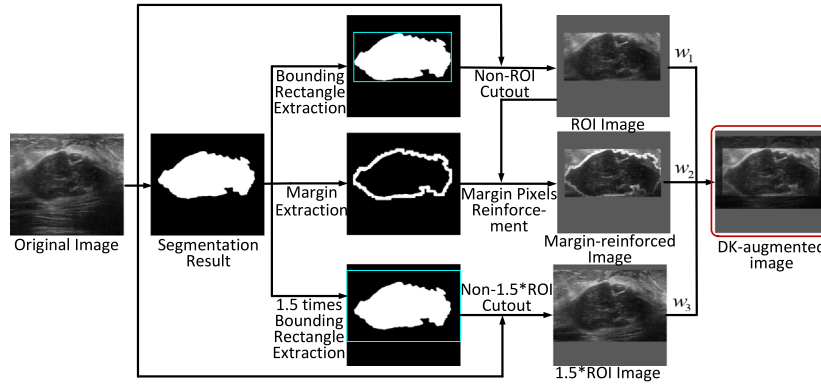 Bounding
Rectangle
Extraction
Non-ROI
Cutout
ROI Image
w1
Original Image
Segmentation
Result
Margin
Extraction
Margin Pixels
Reinforce-
ment
Margin-reinforced
Image
w2
DK-augmented
image
1.5 times
Bounding
Rectangle
Extraction
Non-1.5*ROI
Cutout
1.5*ROI Image
w3